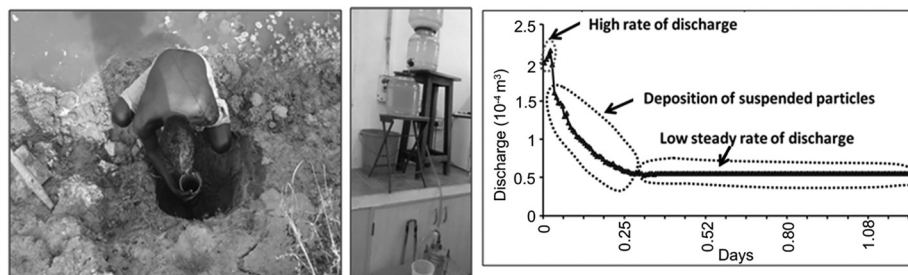 High rate of discharge
Deposition of suspended particles
Low steady rate of discharge
Discharge (10⁻⁴ m³)
2.5
2
1.5
1
0.5
0
0
0.25
0.52
0.80
1.08
Days